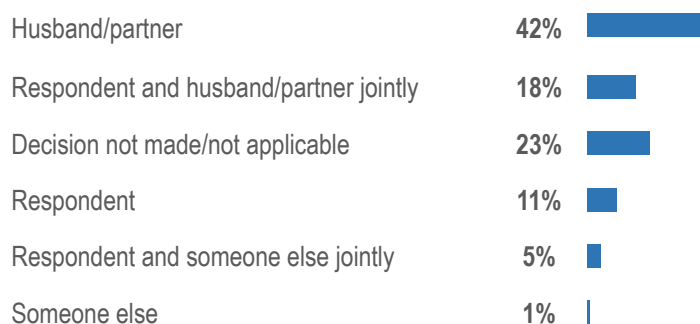 Husband/partner 42%
Respondent and husband/partner jointly 18%
Decision not made/not applicable 23%
Respondent 11%
Respondent and someone else jointly 5%
Someone else 1%